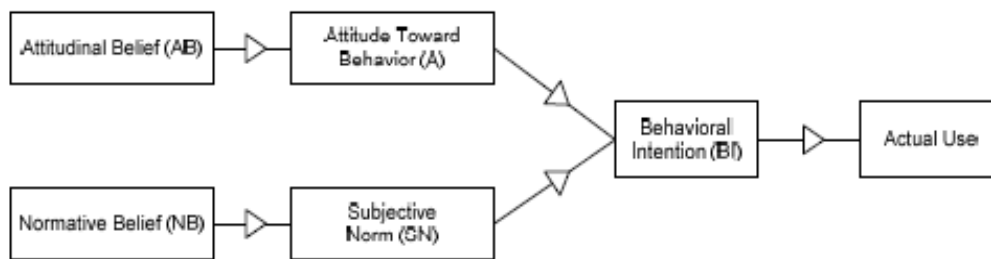 Attitudinal Belief (AB)
Attitude Toward
Behavior (A)
Behavioral
Intention (BI)
Actual Use
Normative Belief (NB)
Subjective
Norm (SN)